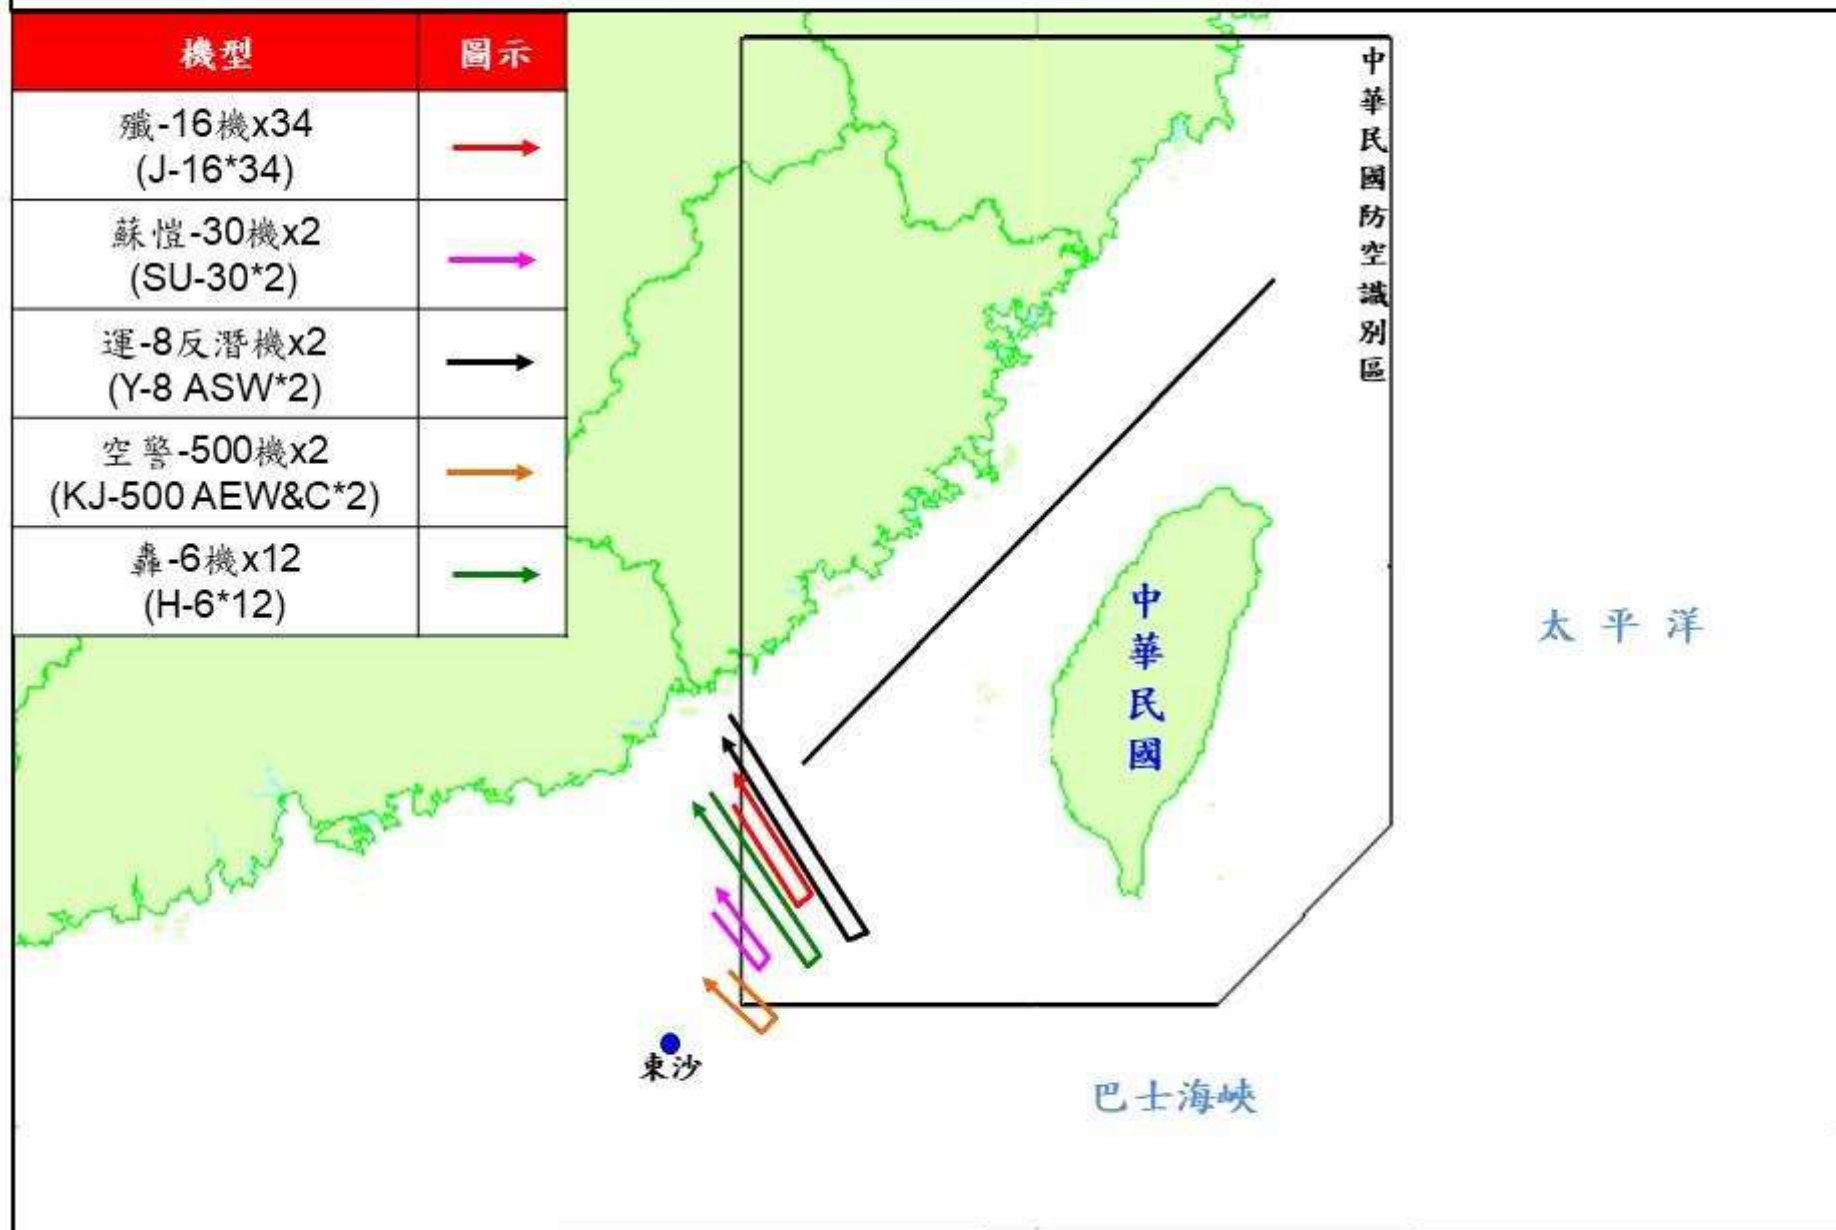 機型 圖示
殲-16機x34
(J-16*34)
蘇愷-30機x2
(SU-30*2)
運-8反潛機x2
(Y-8 ASW*2)
空警-500機x2
(KJ-500 AEW&C*2)
轟-6機x12
(H-6*12)
中華民國防空識別區
中華民國
太平洋
東沙
巴士海峽